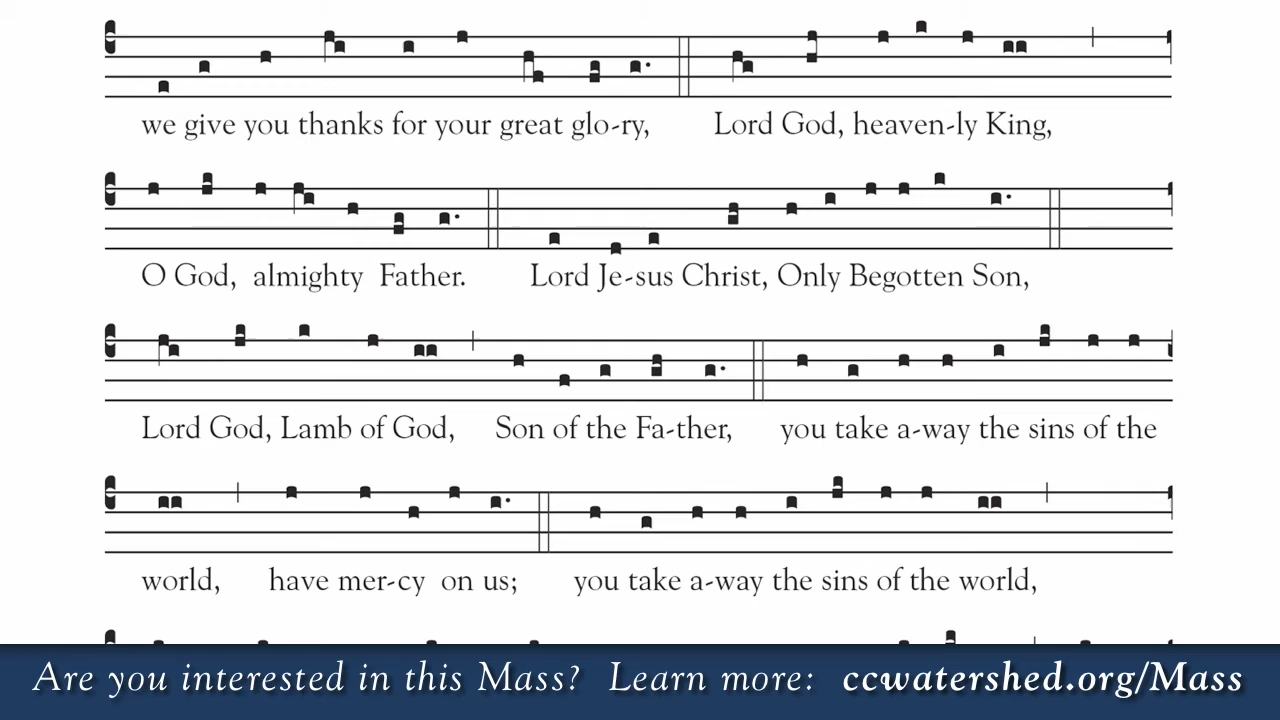 we give you thanks for your great glo-ry, Lord God, heaven-ly King,
O God, almighty Father. Lord Je-sus Christ, Only Begotten Son,
Lord God, Lamb of God, Son of the Fa-ther, you take a-way the sins of the
world, have mer-cy on us; you take a-way the sins of the world,
Are you interested in this Mass? Learn more: ccwatershed.org/Mass